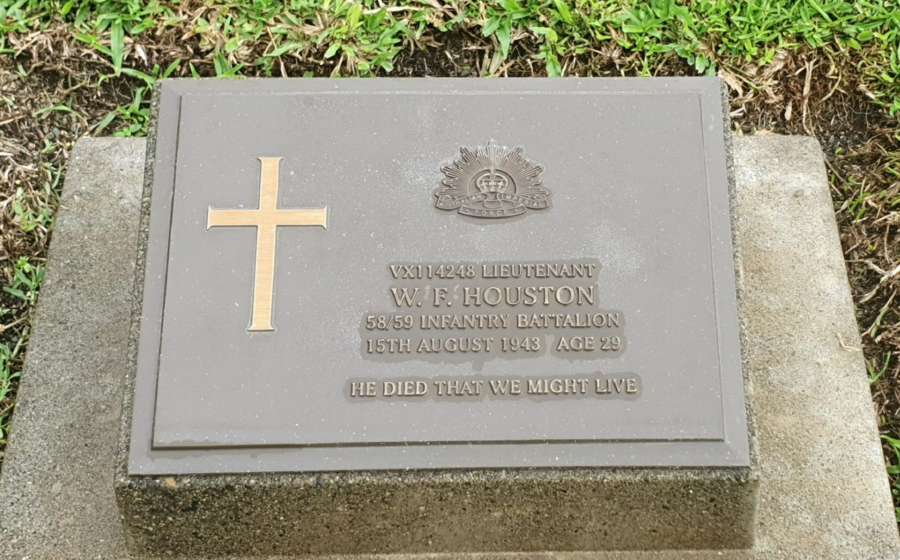 VX114248 LIEUTENANT
W. F. HOUSTON
58/59 INFANTRY BATTALION
15TH AUGUST 1943 AGE 29
HE DIED THAT WE MIGHT LIVE